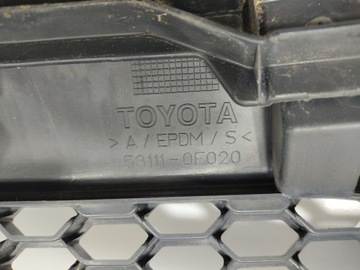 TOYOTA
> A / EPDM / S <
53111-0E020